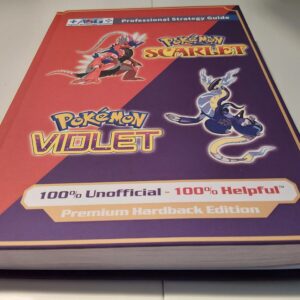 Professional Strategy Guide
POKéMON
SCARLET
POKéMON
VIOLET
100% Unofficial - 100% Helpful™
Premium Hardback Edition